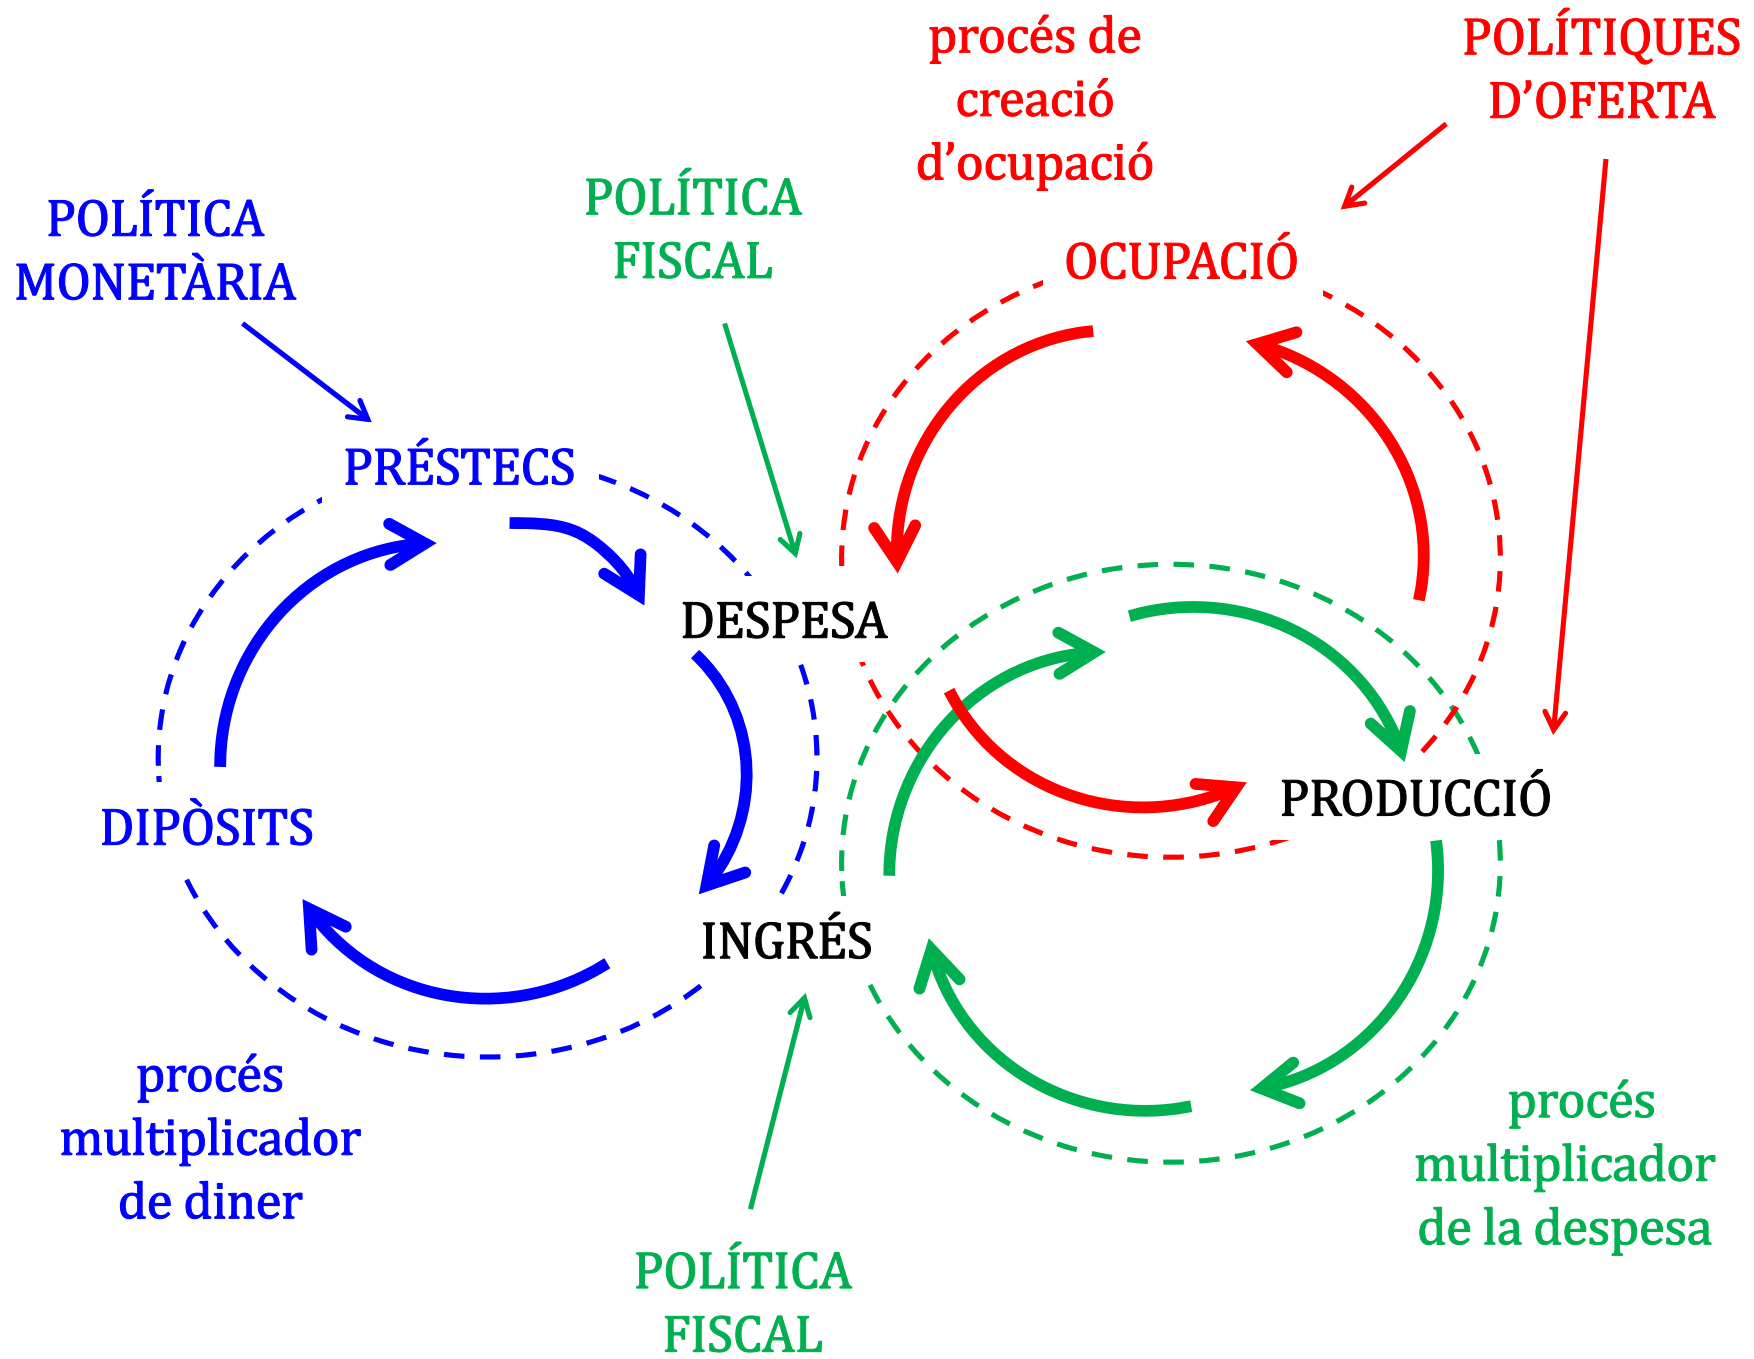 procés de
creació
d’ocupació
POLÍTIQUES
D’OFERTA
POLÍTICA
MONETÀRIA
POLÍTICA
FISCAL
OCUPACIÓ
PRÉSTECS
DESPESA
DIPÒSITS
PRODUCCIÓ
INGRÉS
procés
multiplicador
de diner
procés
multiplicador
de la despesa
POLÍTICA
FISCAL